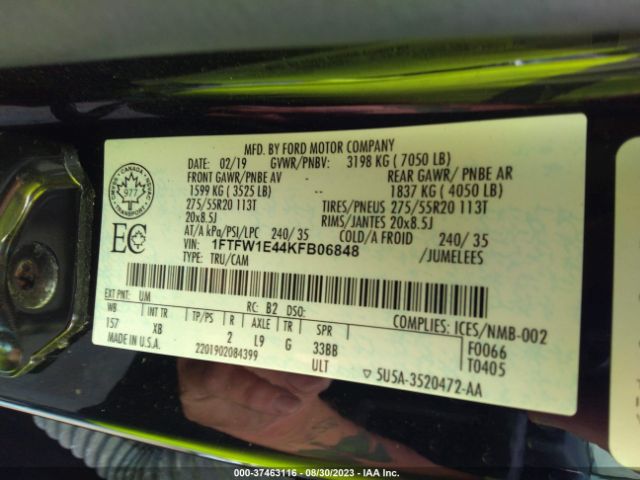 MFD. BY FORD MOTOR COMPANY
DATE: 02/19 GVWR/PNBV: 3198 KG ( 7050 LB)
FRONT GAWR/PNBE AV REAR GAWR/ PNBE AR
1599 KG ( 3525 LB) -- 1837 KG ( 4050 LB)
275/55R20 113T TIRES/PNEUS 275/55R20 113T
20x8.5J RIMS/JANTES 20x8.5J
AT/A kPa/PSI/LPC 240/ 35 COLD/A FROID 240/ 35
VIN: 1FTFW1E44KFB06848 /JUMELEES
TYPE: TRU/CAM
CANADA
977
TRANSPORT
EC
EXT PNT: UM RC: B2 DSO:
WB INT TR TP/PS R AXLE TR SPR COMPLIES: ICES/NMB-002
157 XB 2 L9 G 33BB F0066
ULT T0405
MADE IN U.S.A. 2201902084399 ▽ 5U5A-3520472-AA
000-37463116 - 08/30/2023 - IAA Inc.